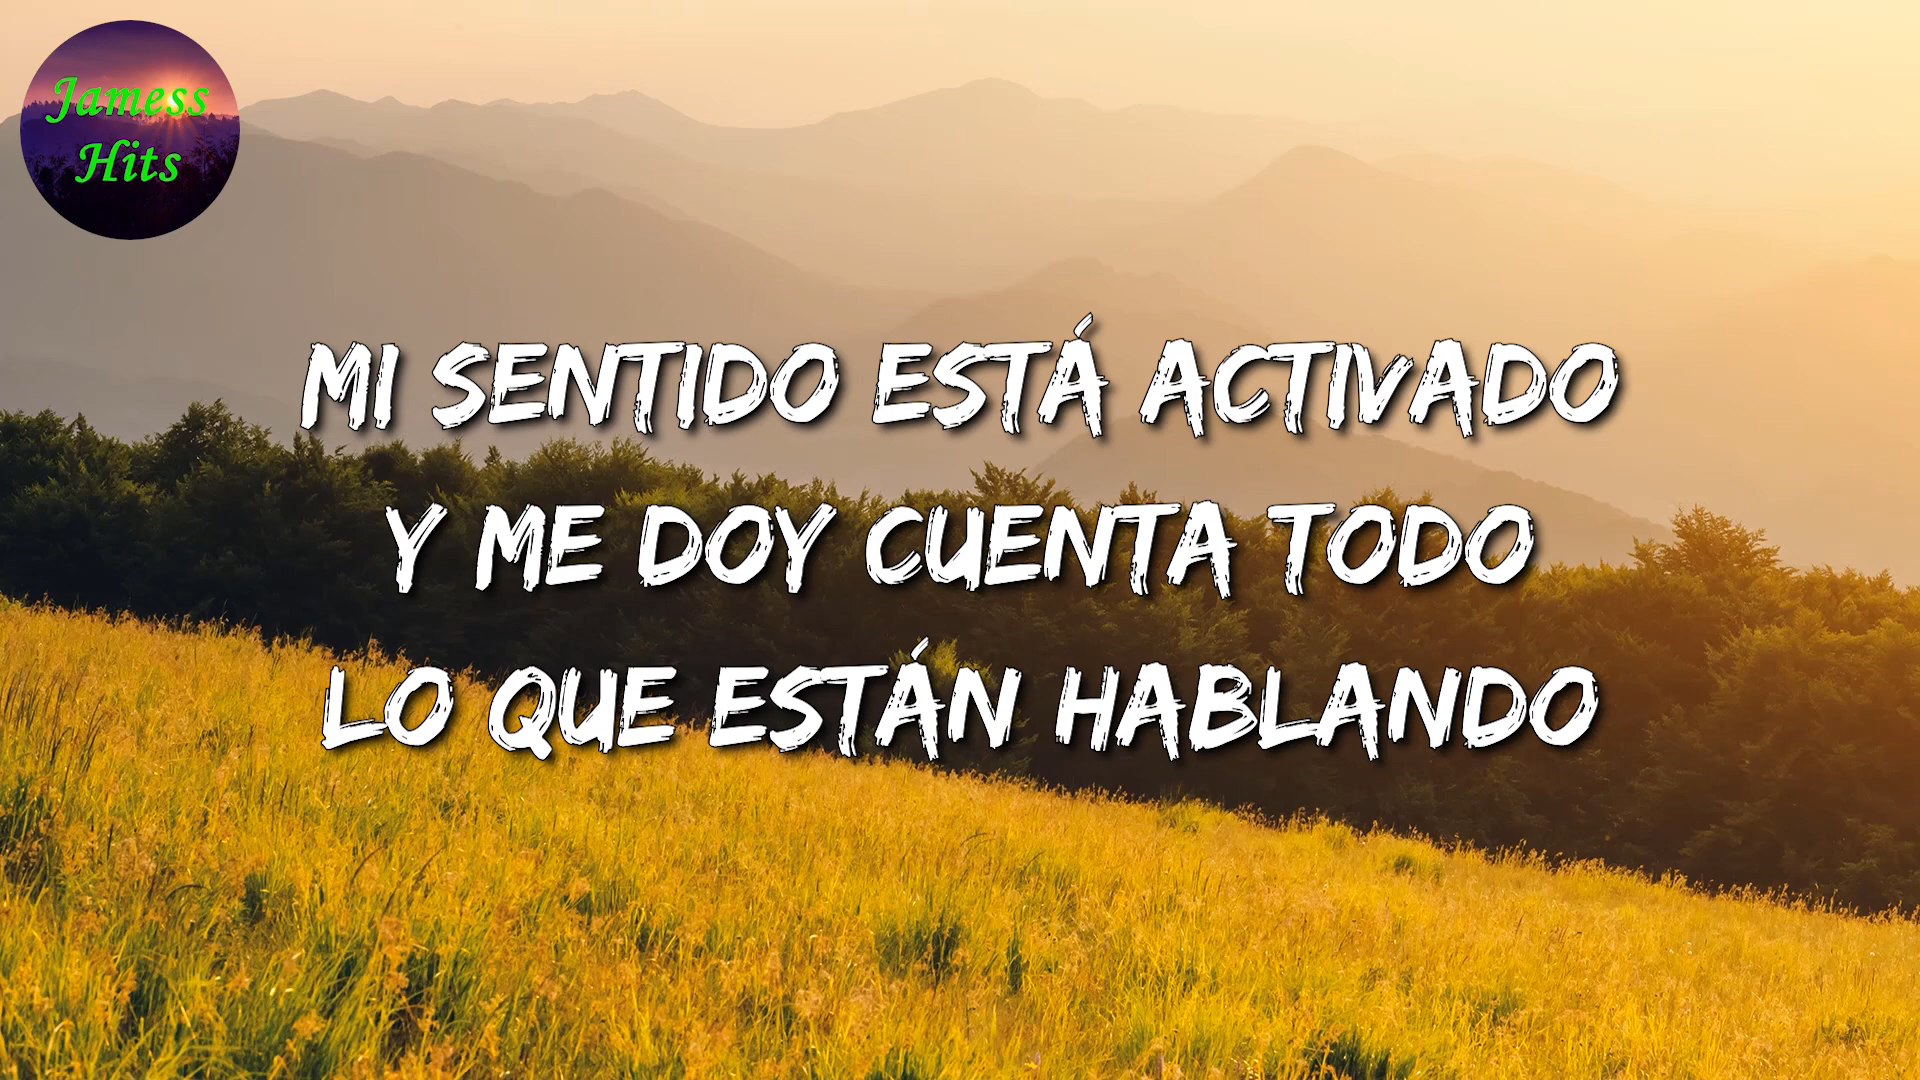 Jamess
Hits
MI SENTIDO ESTÁ ACTIVADO
Y ME DOY CUENTA TODO
LO QUE ESTÁN HABLANDO